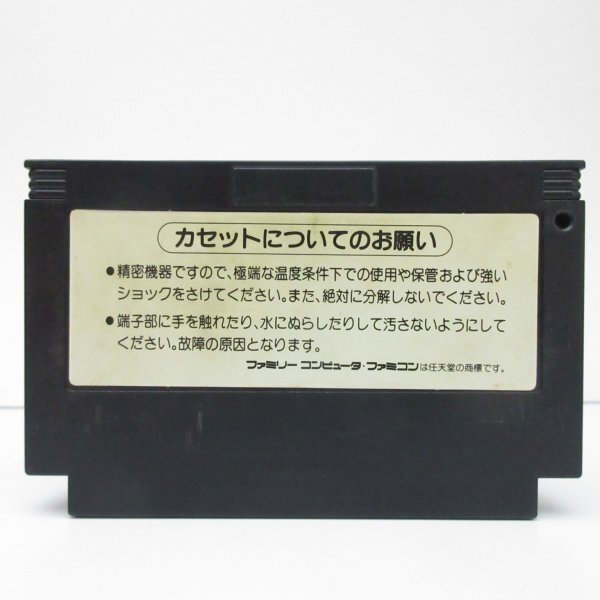 カセットについてのお願い
●精密機器ですので、極端な温度条件下での使用や保管および強い
ショックをさけてください。また、絶対に分解しないでください。
●端子部に手を触れたり、水にぬらしたりして汚さないようにして
ください。故障の原因となります。
ファミリー コンピュータ・ファミコンは任天堂の商標です。